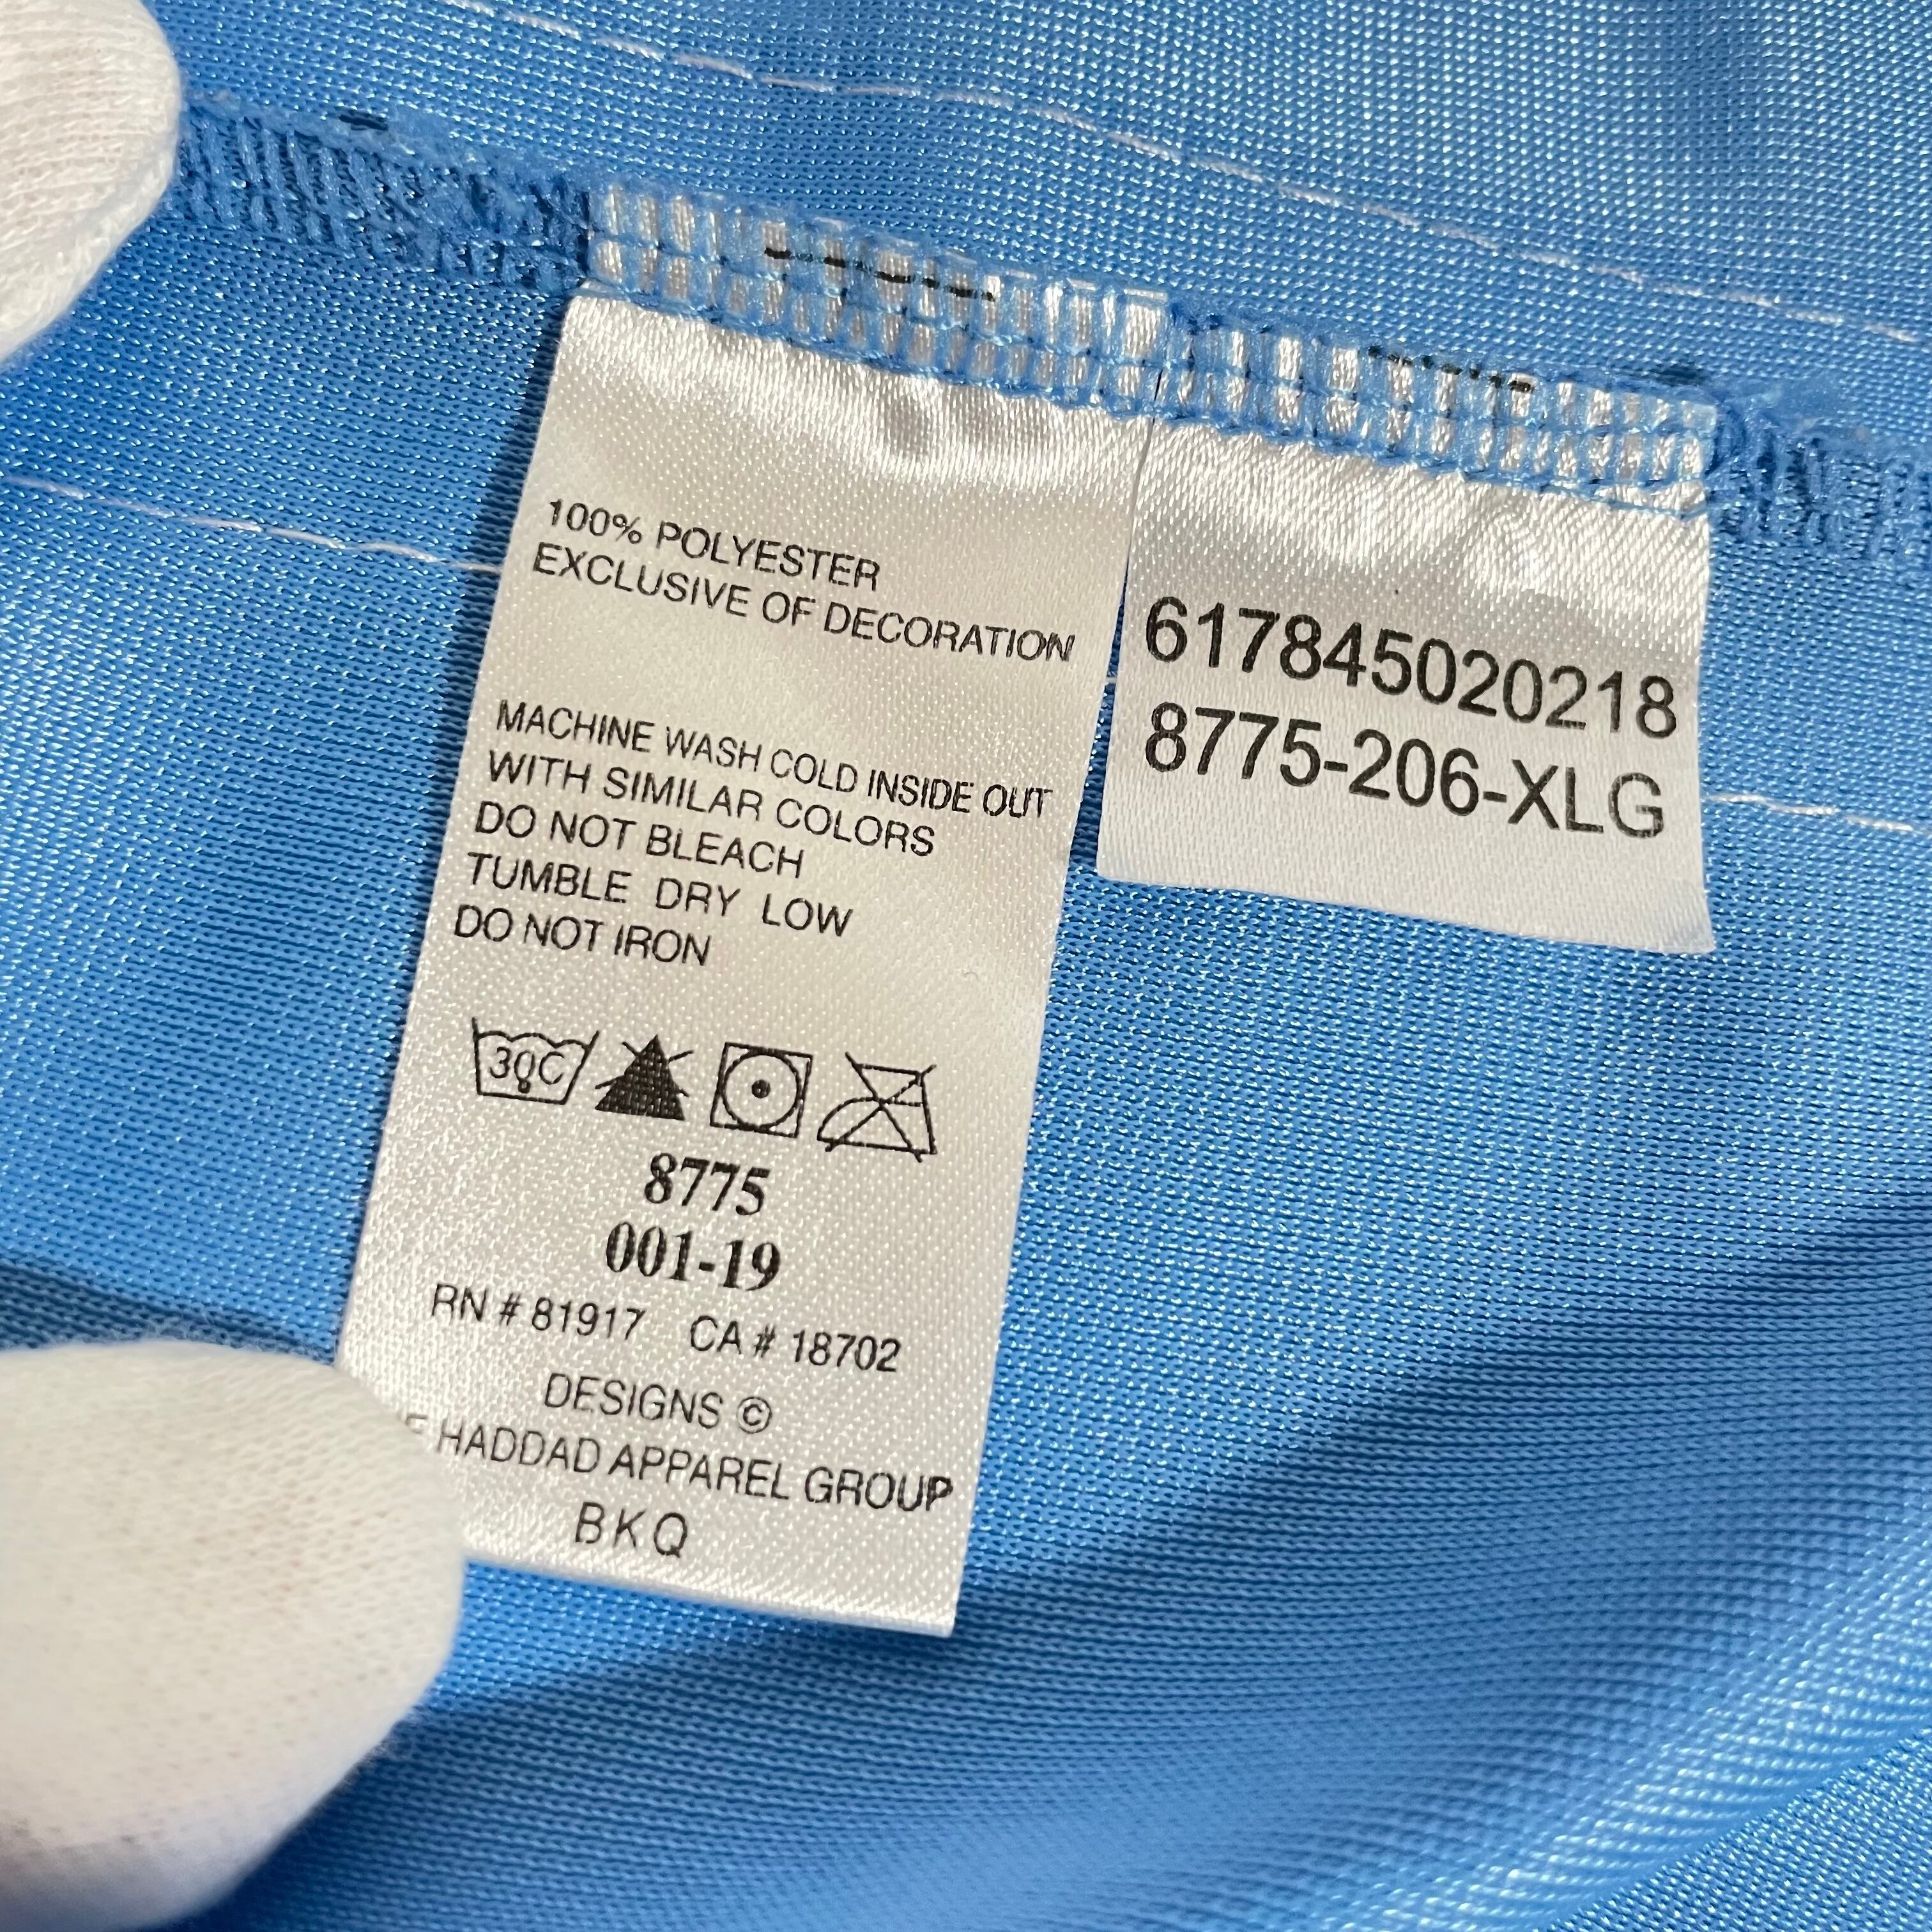 100% POLYESTER
EXCLUSIVE OF DECORATION
MACHINE WASH COLD INSIDE OUT
WITH SIMILAR COLORS
DO NOT BLEACH
TUMBLE DRY LOW
DO NOT IRON
30C
8775
001-19
RN # 81917 CA # 18702
DESIGNS ©
HADDAD APPAREL GROUP
BKQ
617845020218
8775-206-XLG